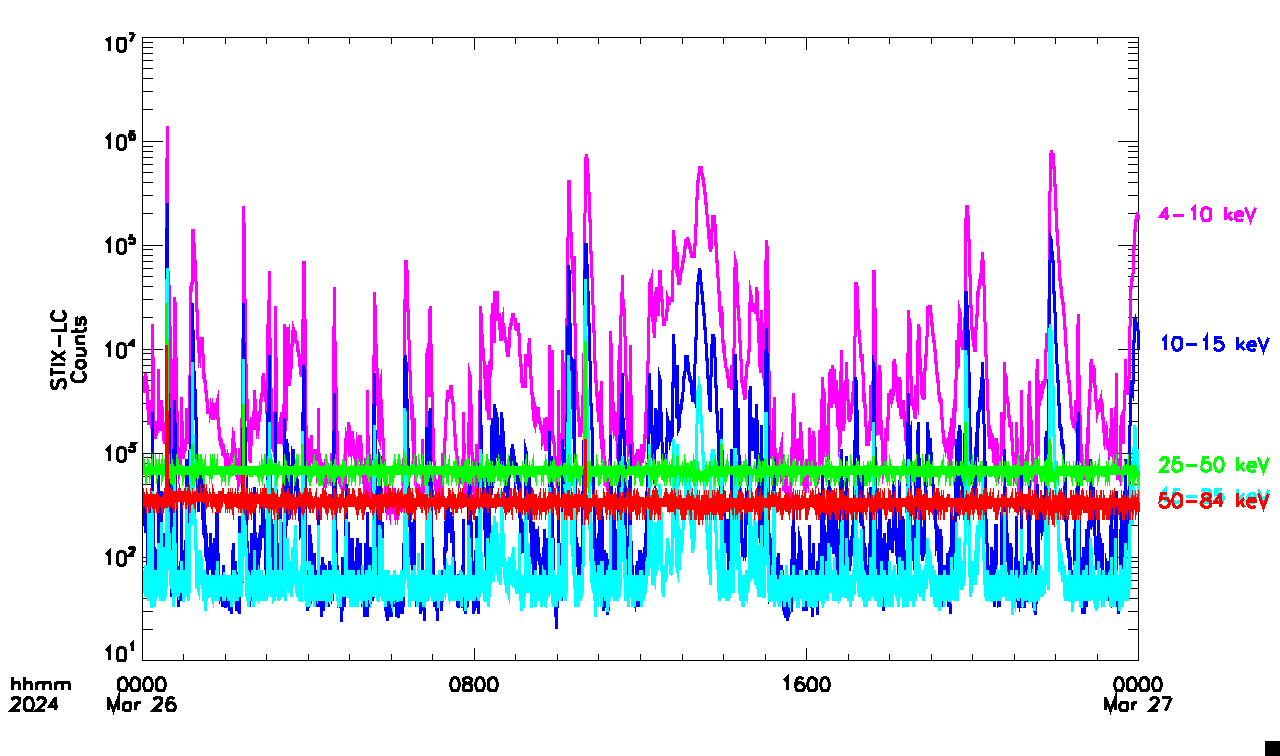 10⁷
10⁶
10⁵
10⁴
10³
10²
10¹
STIX-LC
Counts
4-10 keV
10-15 keV
25-50 keV
50-84 keV
hhmm 0000 0800 1600 0000
2024 Mar 26 Mar 27